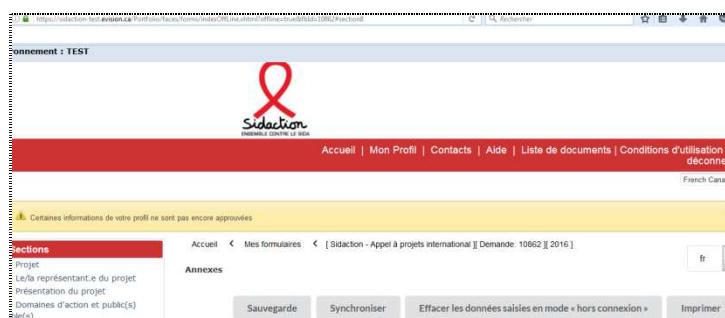 https://sidaction-test.evision.ca/Portfolio/faces/forms/indexOffLine.xhtml?offline=true&fdId=10862#section8
Rechercher
onnement : TEST
Sidaction
ENSEMBLE CONTRE LE SIDA
Accueil | Mon Profil | Contacts | Aide | Liste de documents | Conditions d'utilisation
déconne
French Cana
Certaines informations de votre profil ne sont pas encore approuvées
Accueil < Mes formulaires < [ Sidaction - Appel à projets international ][ Demande: 10862 ][ 2016 ]
fr
Sections
Annexes
Projet
Le/la représentant.e du projet
Présentation du projet
Domaines d'action et public(s)
ble(s)
Sauvegarde Synchroniser Effacer les données saisies en mode « hors connexion » Imprimer